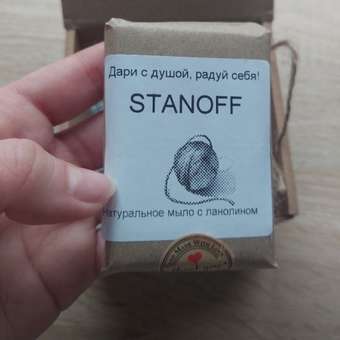 Дари с душой, радуй себя!
STANOFF
Натуральное мыло с ланолином